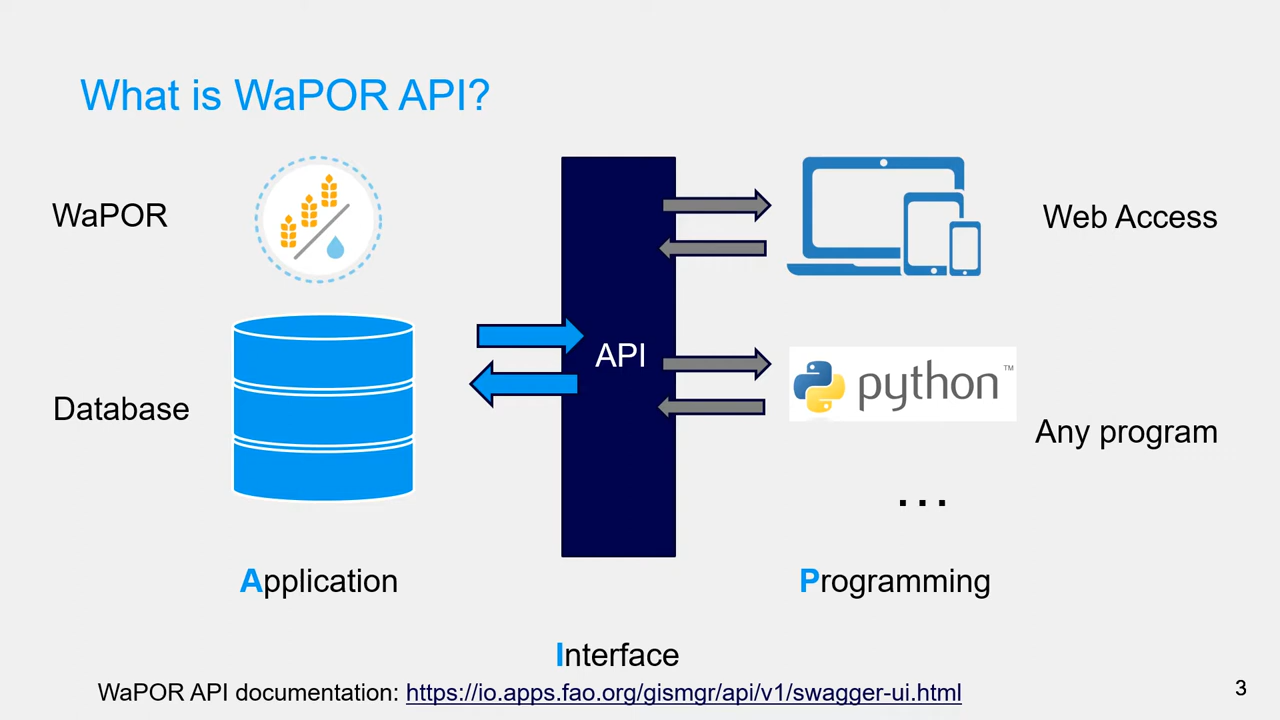 What is WaPOR API?
WaPOR
Web Access
API
python™
Database
Any program
...
Application
Programming
Interface
WaPOR API documentation: https://io.apps.fao.org/gismgr/api/v1/swagger-ui.html
3